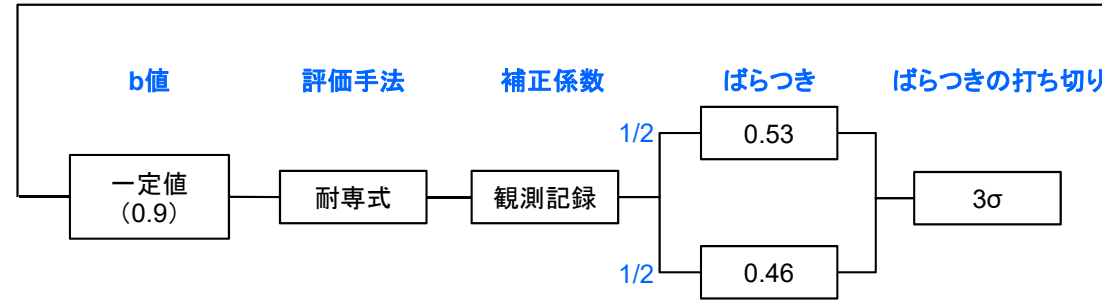 b値
評価手法
補正係数
ばらつき
ばらつきの打ち切り
1/2
0.53
一定値
（0.9）
耐専式
観測記録
3σ
1/2
0.46